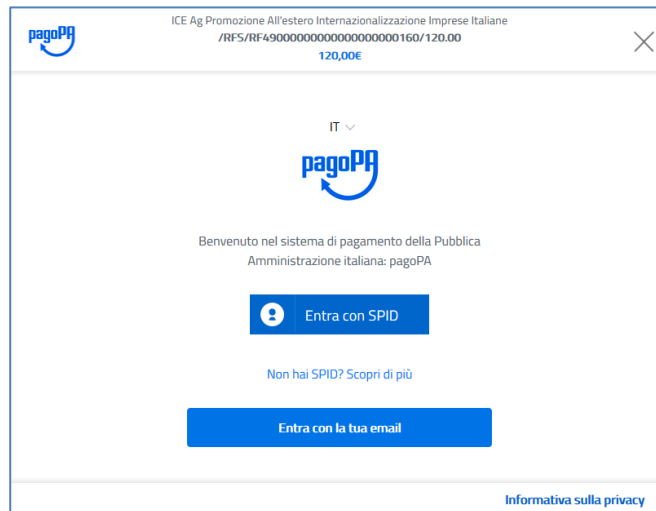 pagoPA
ICE Ag Promozione All'estero Internazionalizzazione Imprese Italiane
/RFS/RF49000000000000000000160/120.00
120,00€
IT
pagoPA
Benvenuto nel sistema di pagamento della Pubblica
Amministrazione italiana: pagoPA
Entra con SPID
Non hai SPID? Scopri di più
Entra con la tua email
Informativa sulla privacy